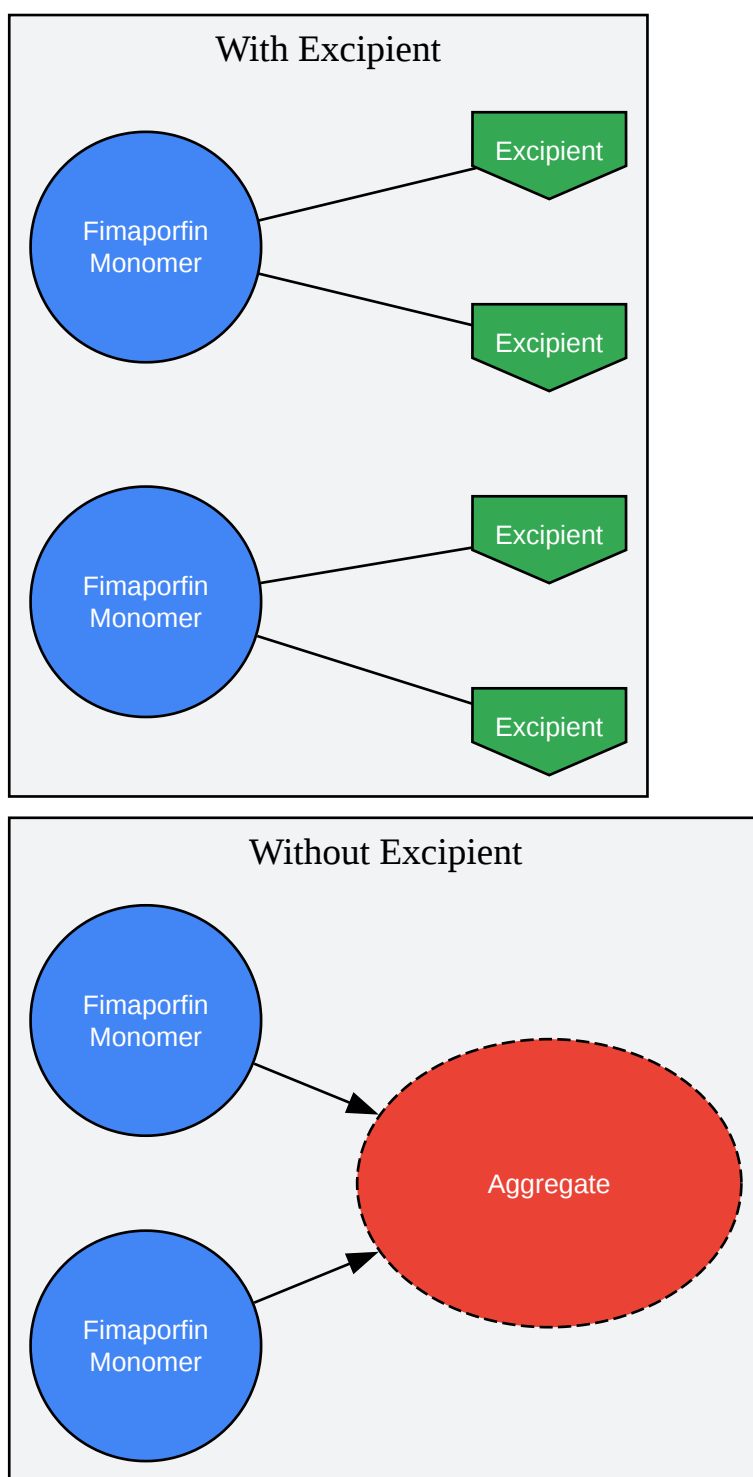 With Excipient
Fimaporfin
Monomer
Excipient
Excipient
Fimaporfin
Monomer
Excipient
Excipient
Without Excipient
Fimaporfin
Monomer
Aggregate
Fimaporfin
Monomer